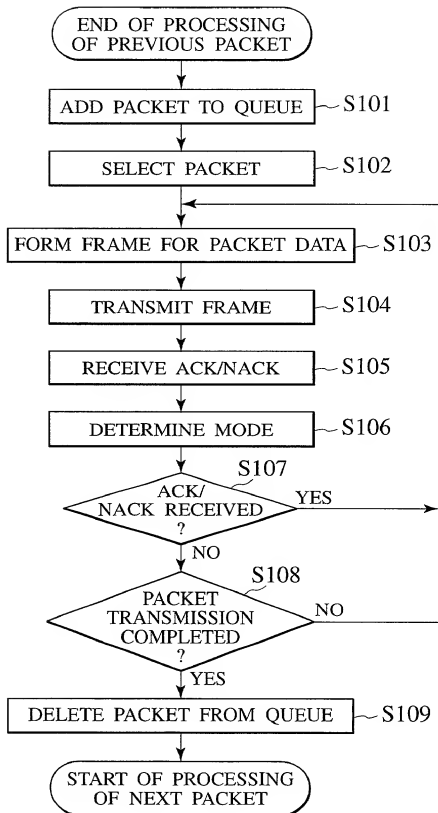 END OF PROCESSING
OF PREVIOUS PACKET
ADD PACKET TO QUEUE
S101
SELECT PACKET
S102
FORM FRAME FOR PACKET DATA
S103
TRANSMIT FRAME
S104
RECEIVE ACK/NACK
S105
DETERMINE MODE
S106
S107
ACK/
NACK RECEIVED
?
YES
NO
S108
PACKET
TRANSMISSION
COMPLETED
?
NO
YES
DELETE PACKET FROM QUEUE
S109
START OF PROCESSING
OF NEXT PACKET